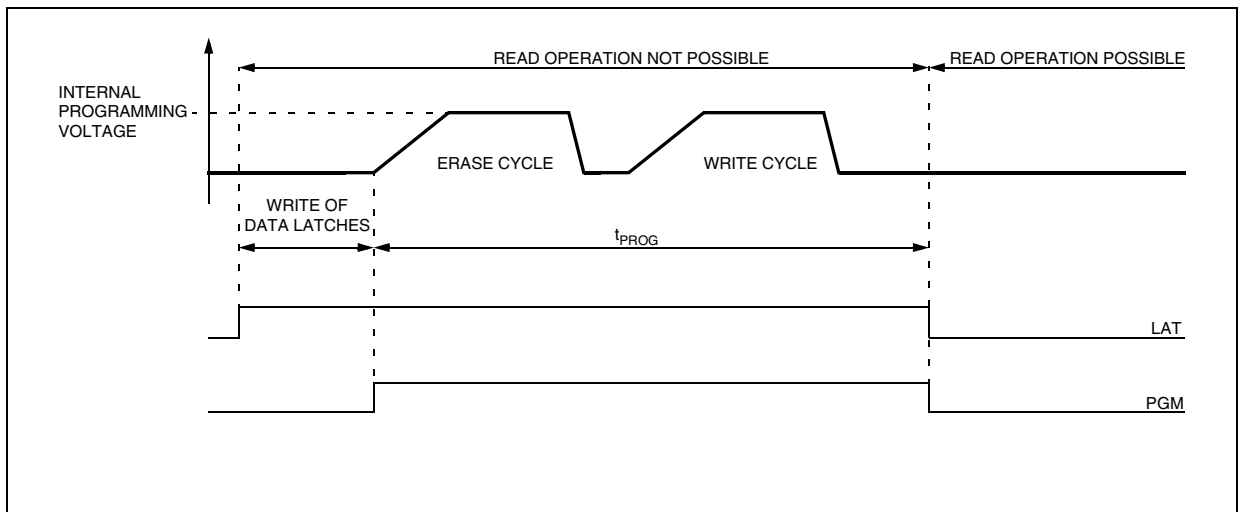 READ OPERATION NOT POSSIBLE
READ OPERATION POSSIBLE
INTERNAL
PROGRAMMING
VOLTAGE
ERASE CYCLE
WRITE CYCLE
WRITE OF
DATA LATCHES
tPROG
LAT
PGM